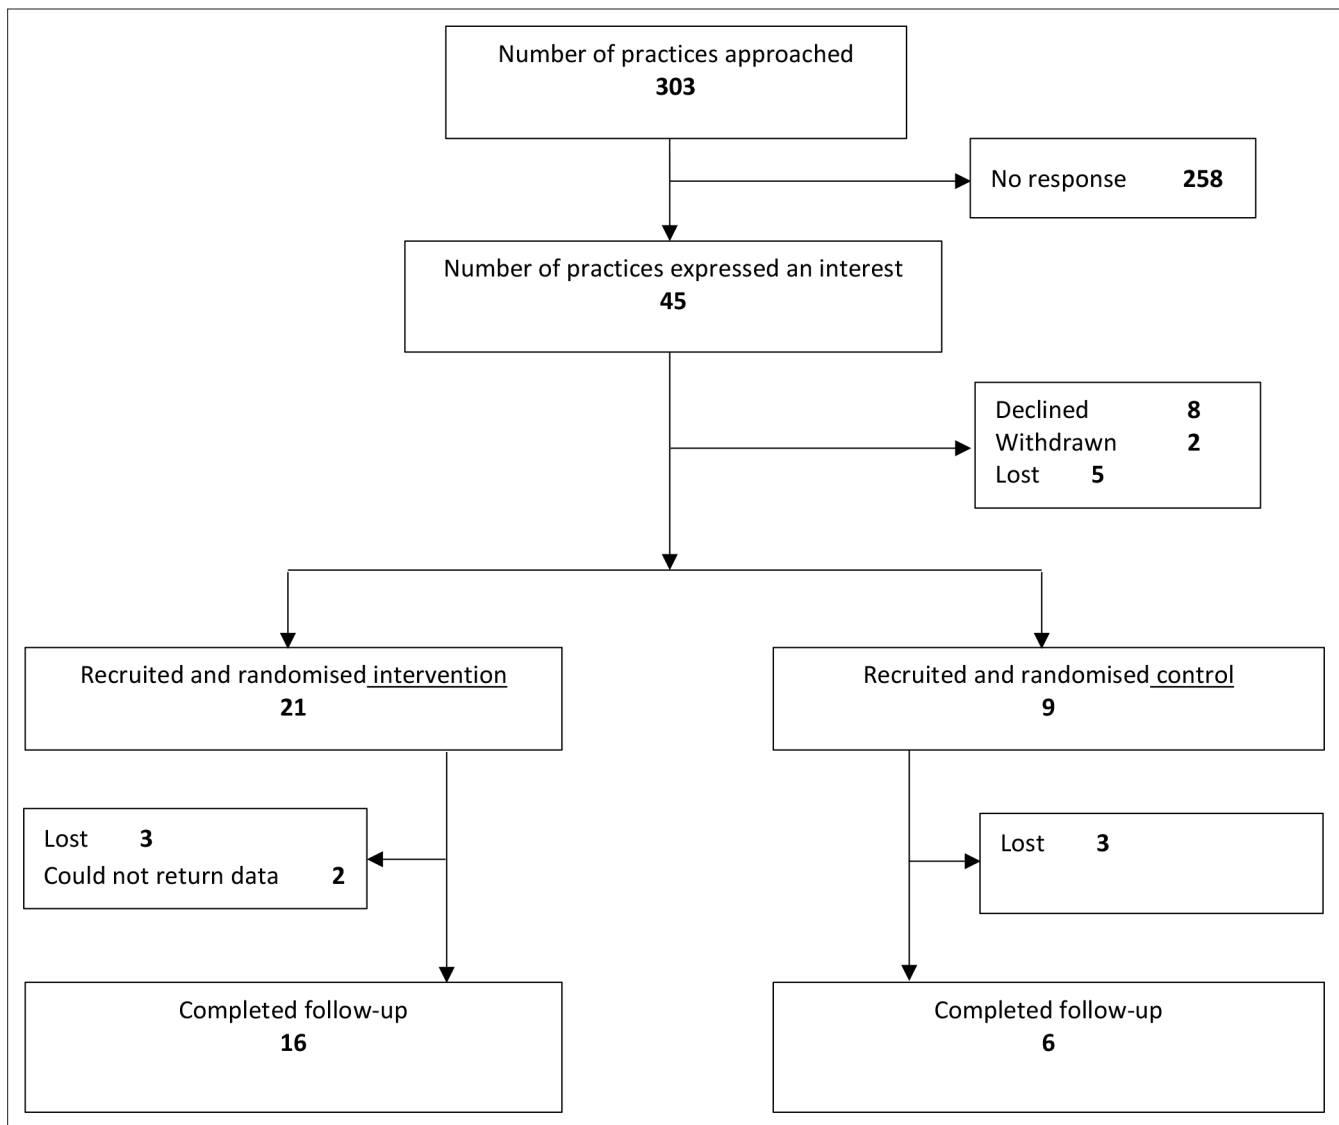 Number of practices approached
303
No response 258
Number of practices expressed an interest
45
Declined 8
Withdrawn 2
Lost 5
Recruited and randomised intervention
21
Recruited and randomised control
9
Lost 3
Could not return data 2
Lost 3
Completed follow-up
16
Completed follow-up
6